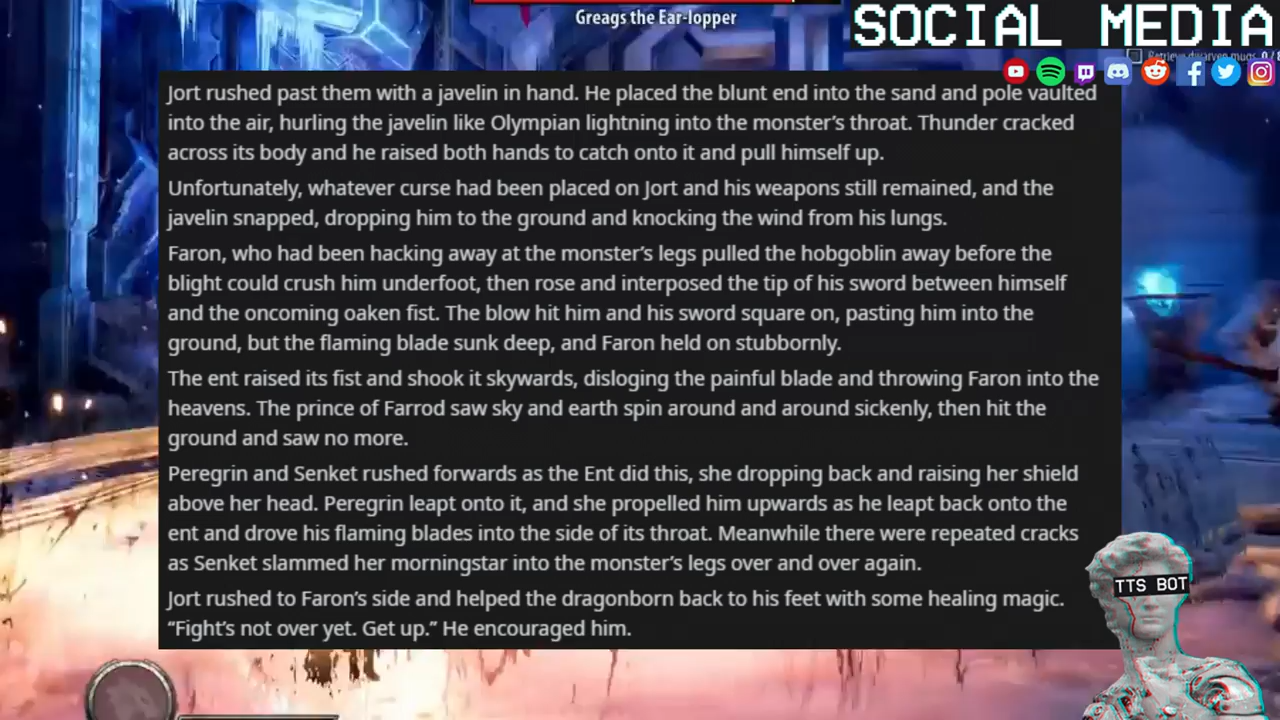 Greags the Ear-lopper
SOCIAL MEDIA
Retrieve dwarven mugs 0 /
Jort rushed past them with a javelin in hand. He placed the blunt end into the sand and pole vaulted
into the air, hurling the javelin like Olympian lightning into the monster's throat. Thunder cracked
across its body and he raised both hands to catch onto it and pull himself up.
Unfortunately, whatever curse had been placed on Jort and his weapons still remained, and the
javelin snapped, dropping him to the ground and knocking the wind from his lungs.
Faron, who had been hacking away at the monster's legs pulled the hobgoblin away before the
blight could crush him underfoot, then rose and interposed the tip of his sword between himself
and the oncoming oaken fist. The blow hit him and his sword square on, pasting him into the
ground, but the flaming blade sunk deep, and Faron held on stubbornly.
The ent raised its fist and shook it skywards, disloging the painful blade and throwing Faron into the
heavens. The prince of Farrod saw sky and earth spin around and around sickenly, then hit the
ground and saw no more.
Peregrin and Senket rushed forwards as the Ent did this, she dropping back and raising her shield
above her head. Peregrin leapt onto it, and she propelled him upwards as he leapt back onto the
ent and drove his flaming blades into the side of its throat. Meanwhile there were repeated cracks
as Senket slammed her morningstar into the monster's legs over and over again.
Jort rushed to Faron's side and helped the dragonborn back to his feet with some healing magic.
"Fight's not over yet. Get up." He encouraged him.
TTS BOT